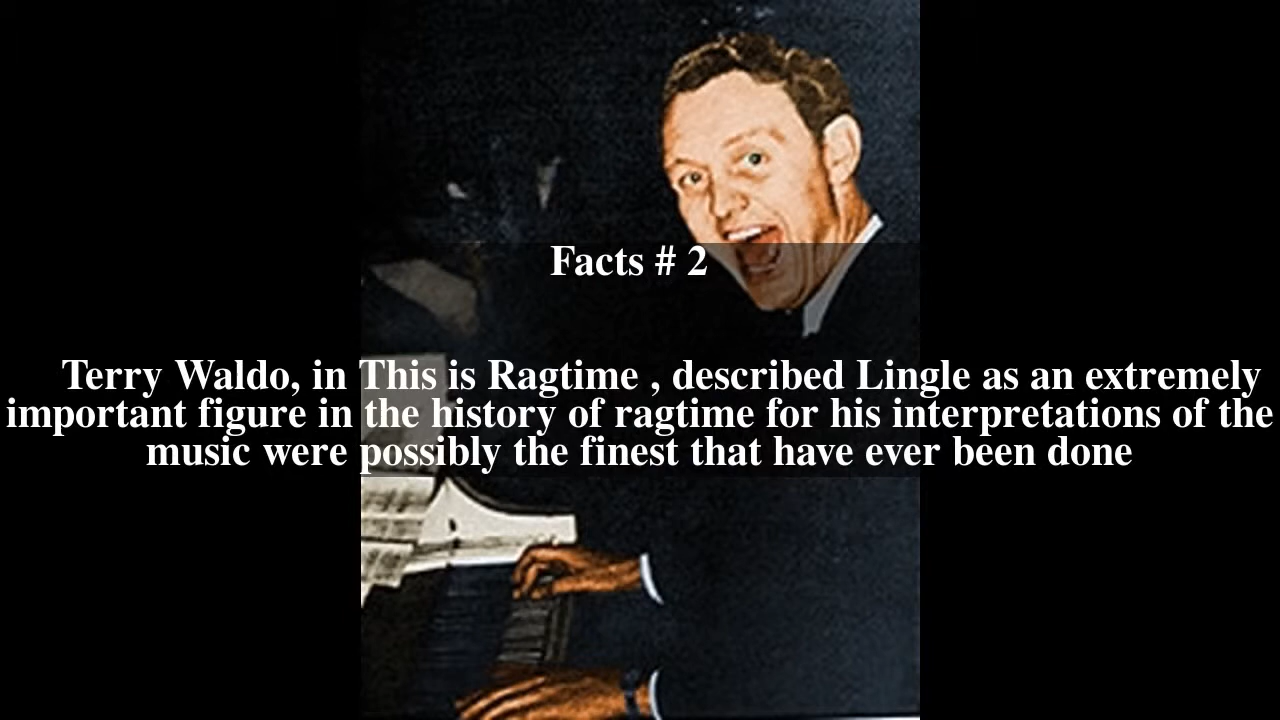 Facts # 2
Terry Waldo, in This is Ragtime , described Lingle as an extremely
important figure in the history of ragtime for his interpretations of the
music were possibly the finest that have ever been done